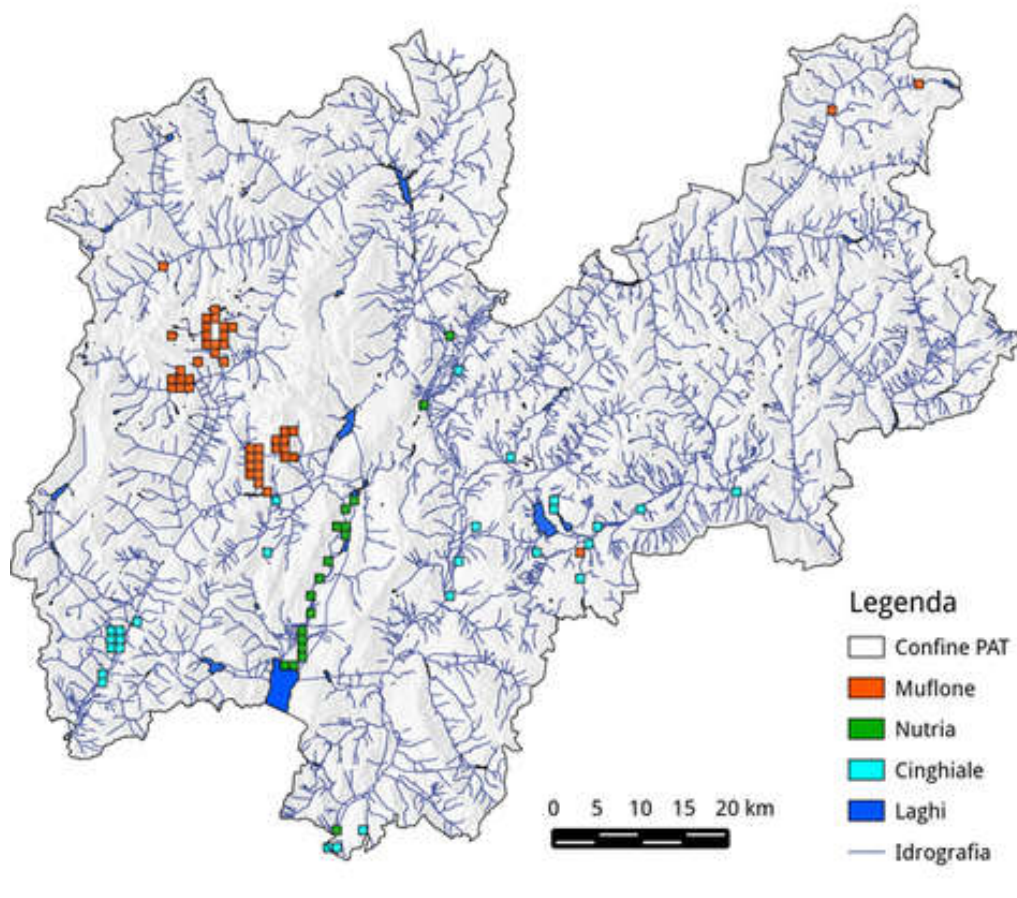 Legenda
Confine PAT
Muflone
Nutria
Cinghiale
Laghi
Idrografia
0 5 10 15 20 km